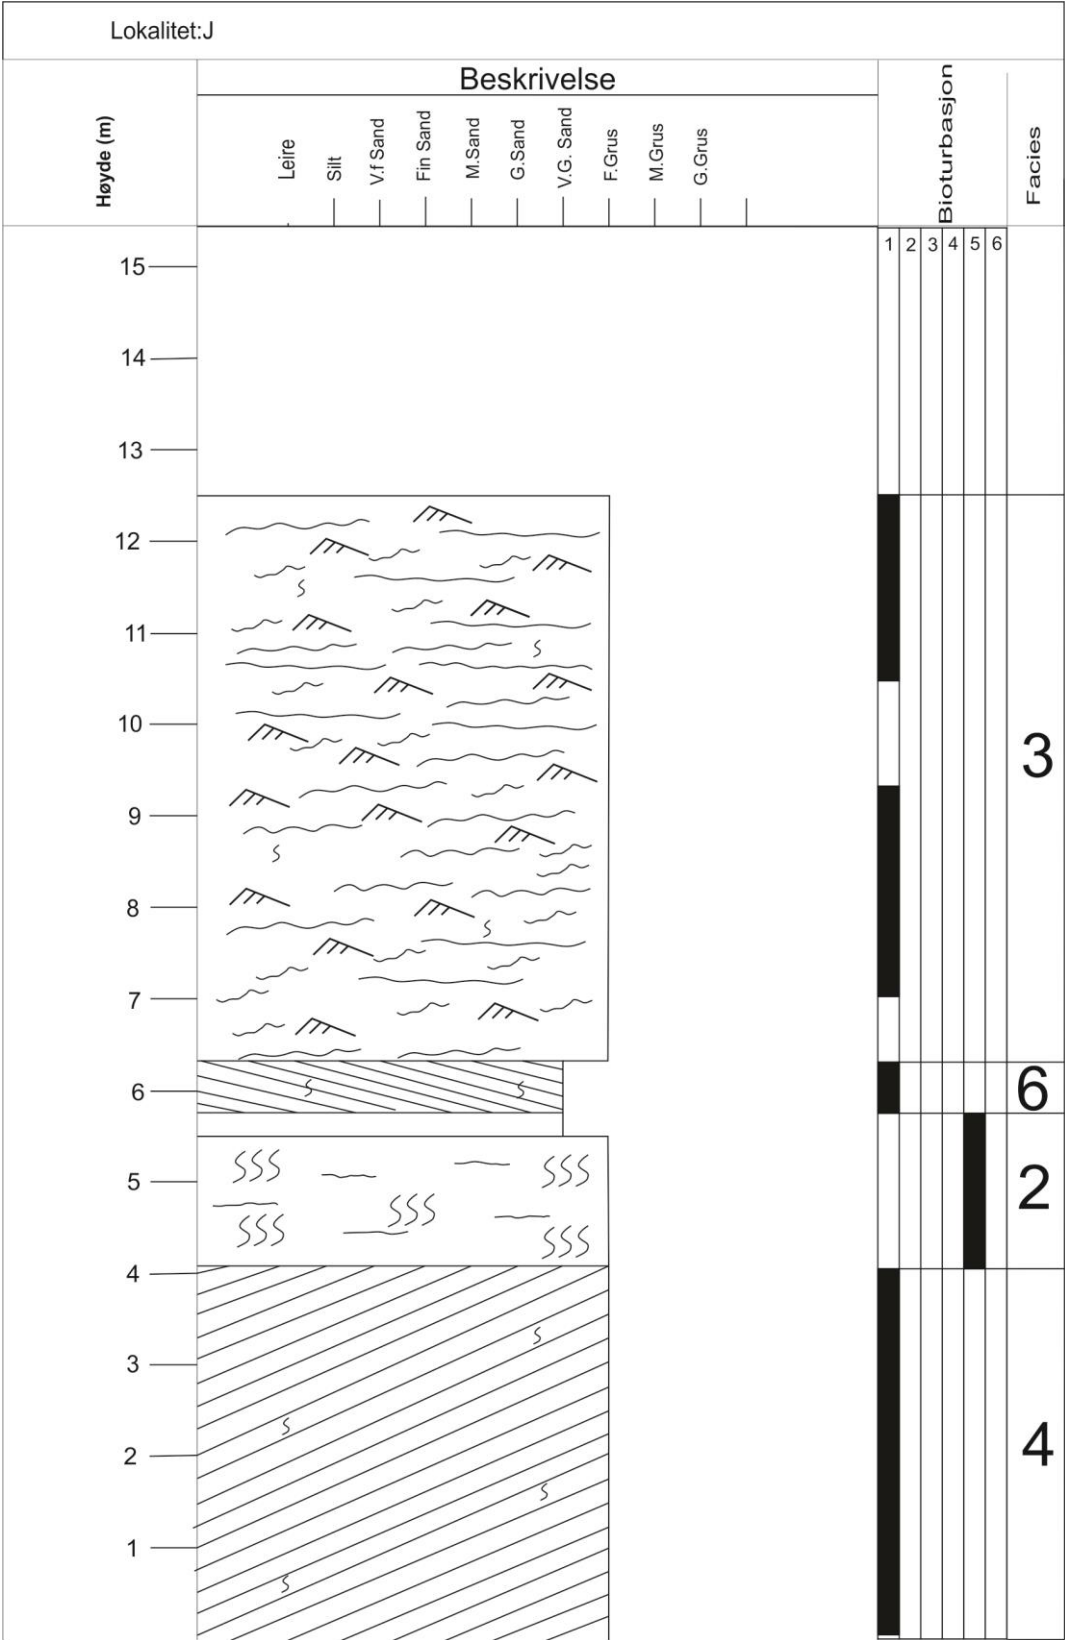 Lokalitet:J
Beskrivelse
Høyde (m)
Leire
Silt
V.f Sand
Fin Sand
M.Sand
G.Sand
V.G. Sand
F.Grus
M.Grus
G.Grus
Bioturbasjon
Facies
1 2 3 4 5 6
15
14
13
12
11
10
9
8
7
6
5
4
3
2
1
3
6
2
4